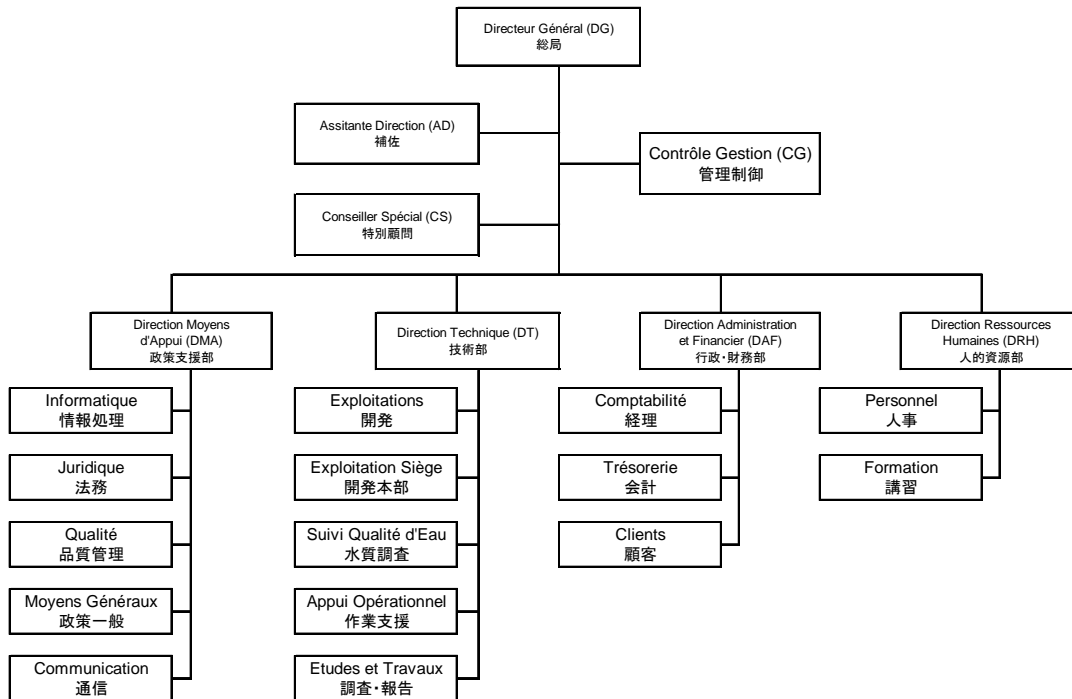 Directeur Général (DG)
総局
Assitante Direction (AD)
補佐
Contrôle Gestion (CG)
管理制御
Conseiller Spécial (CS)
特別顧問
Direction Moyens
d'Appui (DMA)
政策支援部
Direction Technique (DT)
技術部
Direction Administration
et Financier (DAF)
行政・財務部
Direction Ressources
Humaines (DRH)
人的資源部
Informatique
情報処理
Juridique
法務
Qualité
品質管理
Moyens Généraux
政策一般
Communication
通信
Exploitations
開発
Exploitation Siège
開発本部
Suivi Qualité d'Eau
水質調査
Appui Opérationnel
作業支援
Etudes et Travaux
調査・報告
Comptabilité
経理
Trésorerie
会計
Clients
顧客
Personnel
人事
Formation
講習